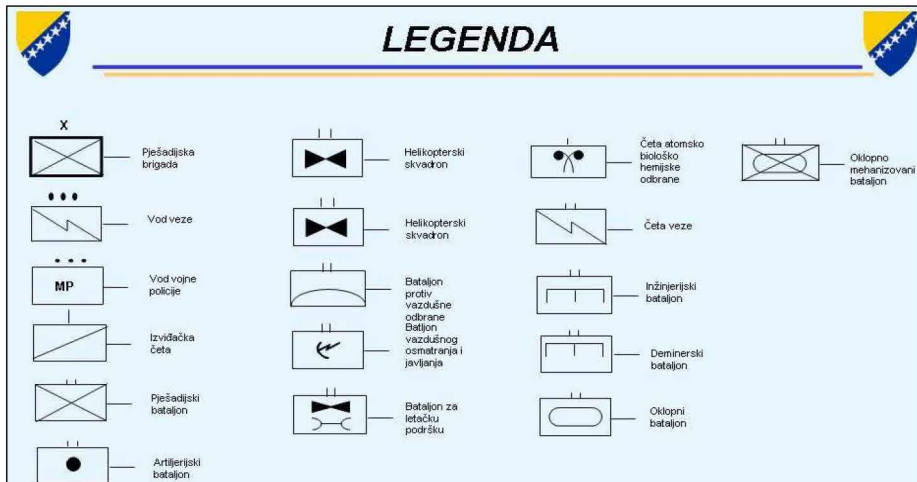 LEGENDA
X
Pješadijska
brigada
Vod veze
MP
Vod vojne
policije
Izviđačka
četa
Pješadijski
bataljon
Artiljerijski
bataljon
Helikopterski
skvadron
Helikopterski
skvadron
Bataljon
protiv
vazdušne
odbrane
Batljon
vazdušnog
osmatranja i
javljanja
Bataljon za
letačku
podršku
Četa atomsko
biološko
hemijske
odbrane
Četa veze
Inžinjerijski
bataljon
Deminerski
bataljon
Oklopni
bataljon
Oklopno
mehanizovani
bataljon